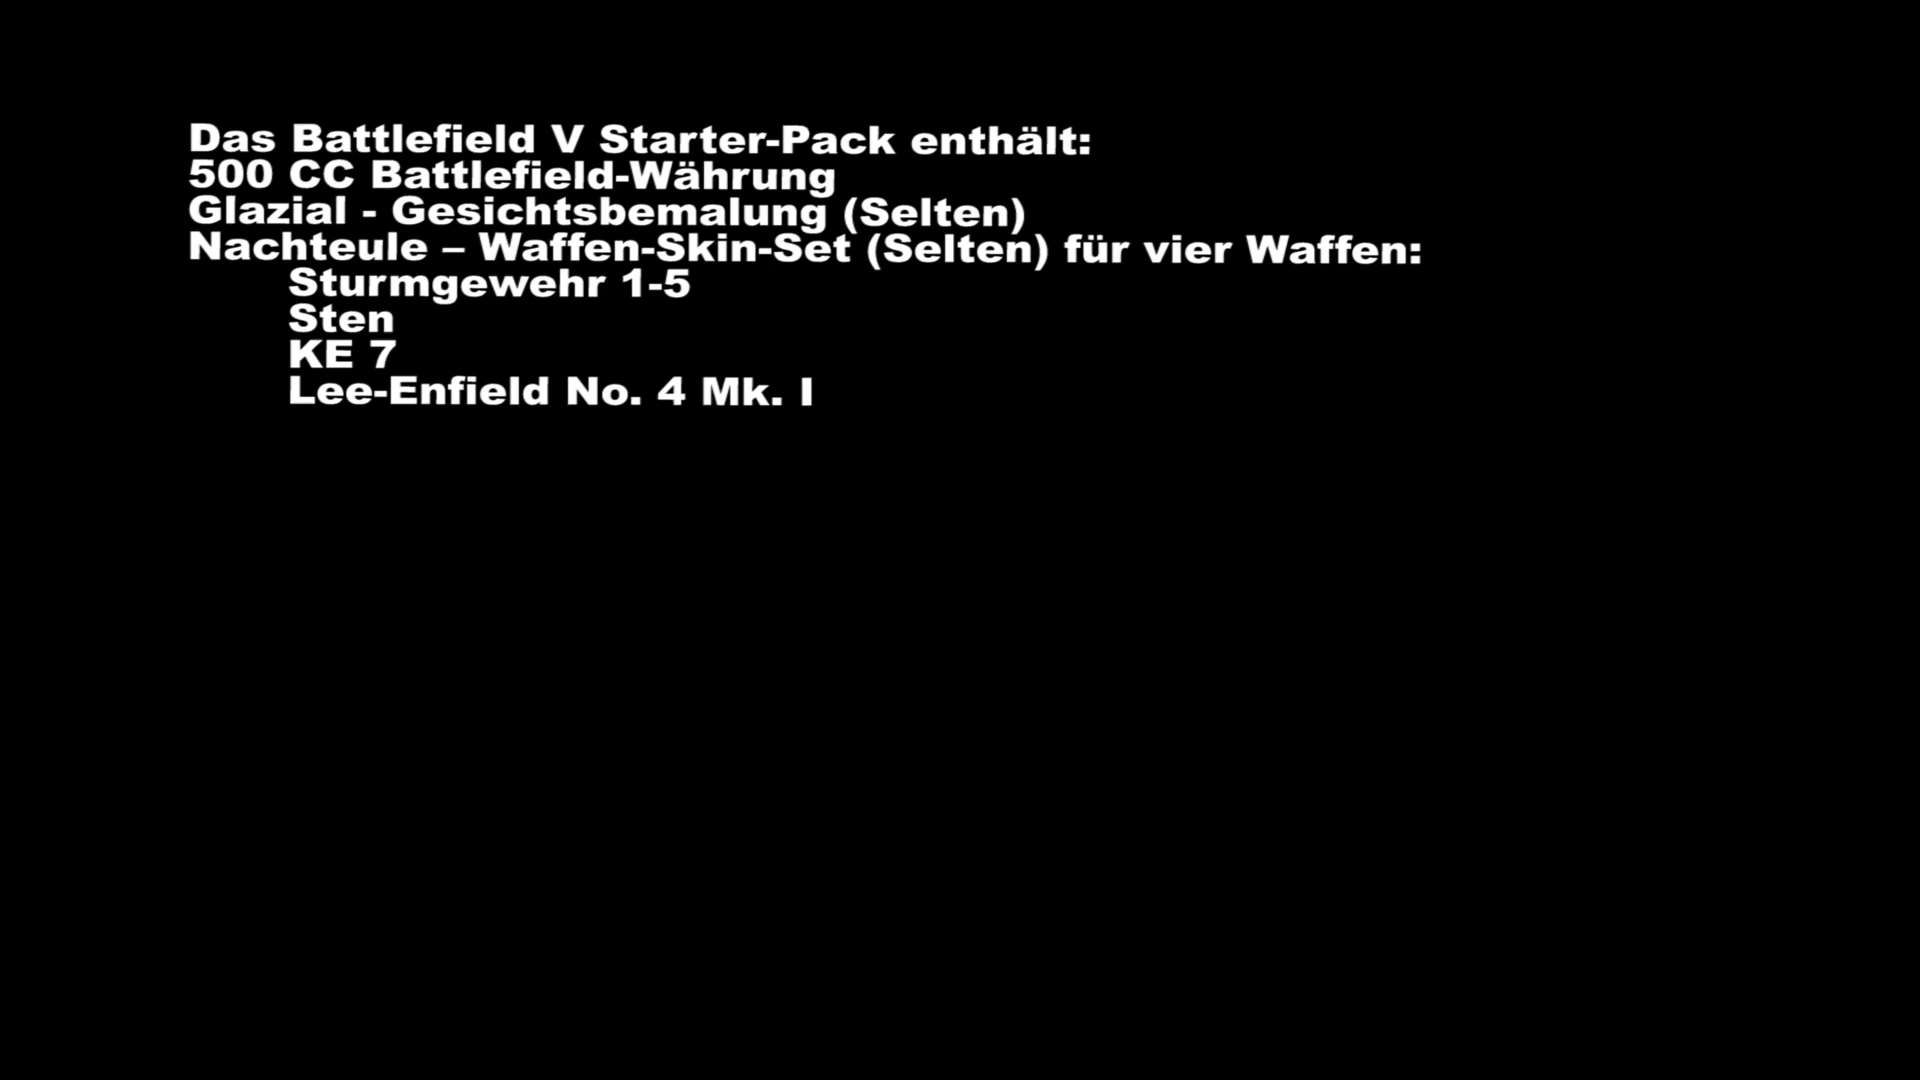 Das Battlefield V Starter-Pack enthält:
500 CC Battlefield-Währung
Glazial - Gesichtsbemalung (Selten)
Nachteule – Waffen-Skin-Set (Selten) für vier Waffen:
Sturmgewehr 1-5
Sten
KE 7
Lee-Enfield No. 4 Mk. I